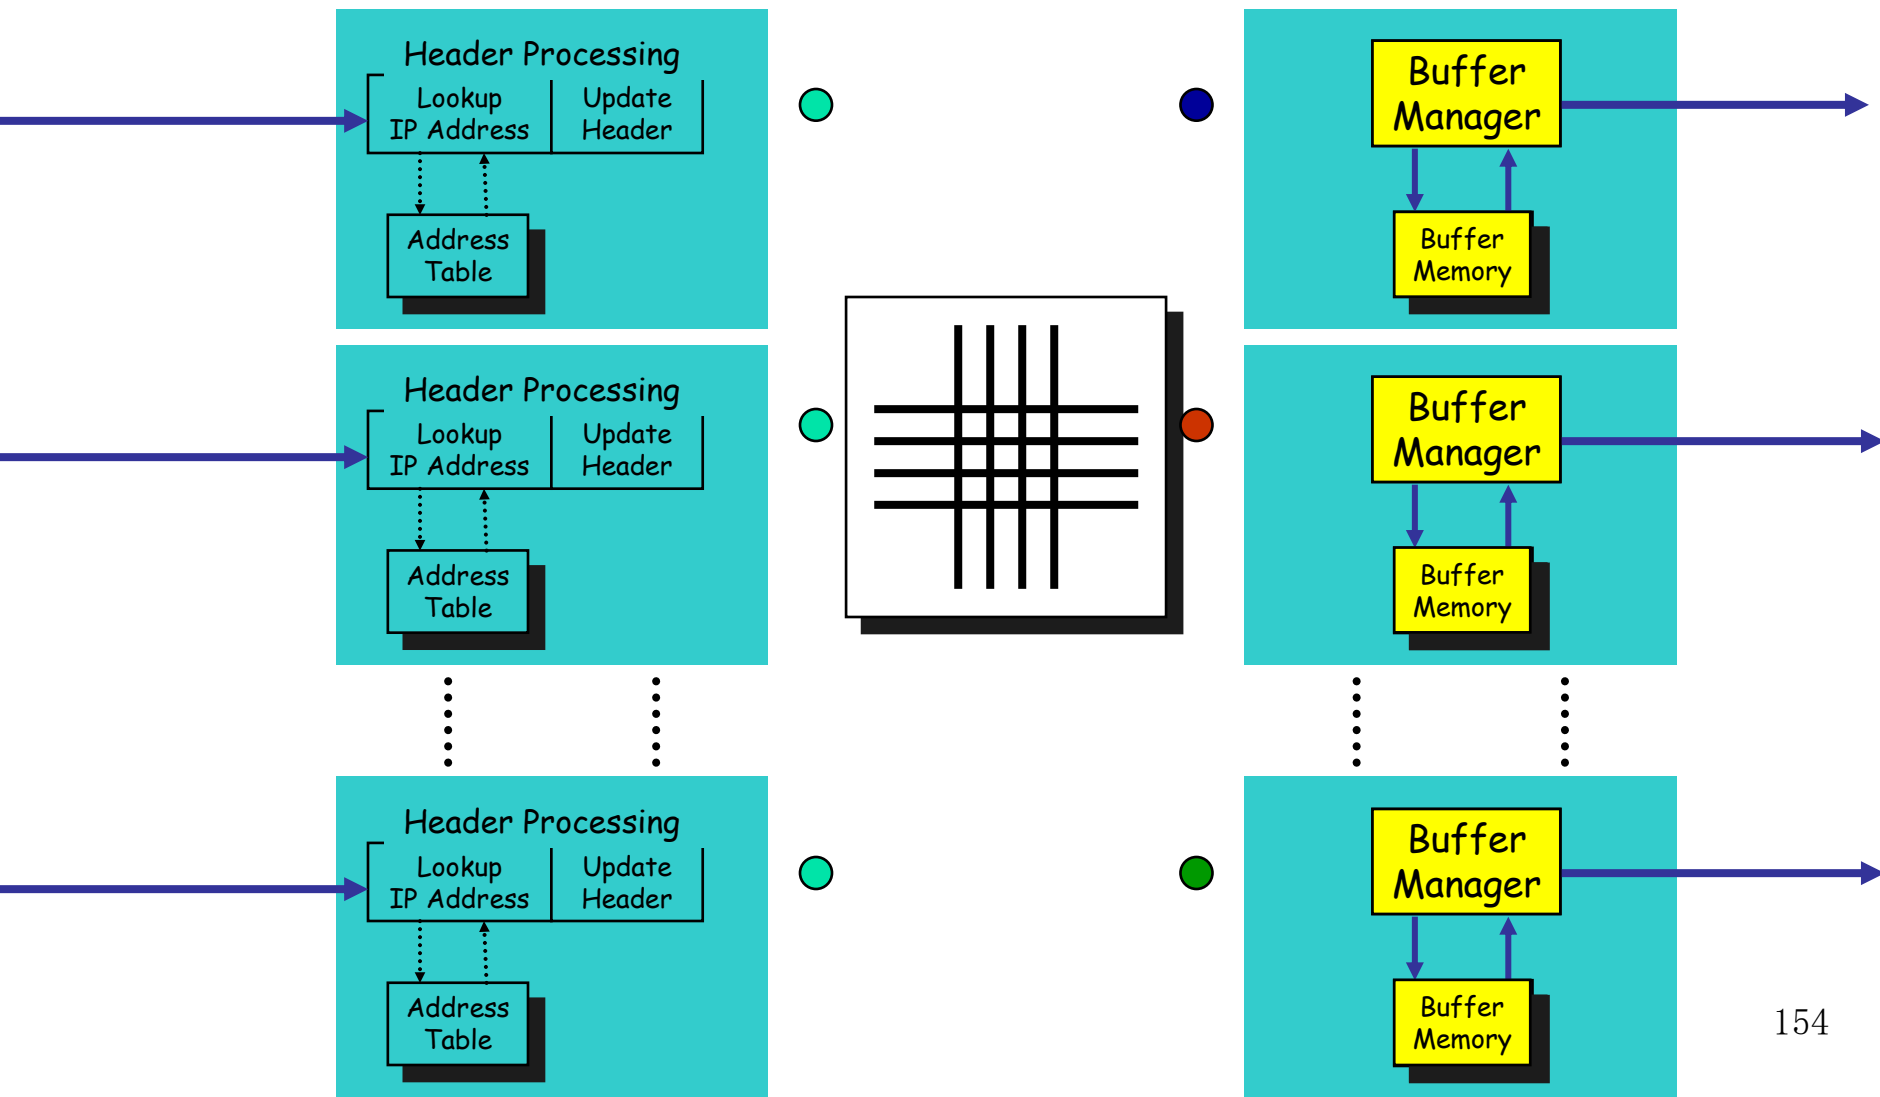 Header Processing
Lookup
IP Address
Update
Header
Address
Table
Buffer
Manager
Buffer
Memory
Header Processing
Lookup
IP Address
Update
Header
Address
Table
Buffer
Manager
Buffer
Memory
Header Processing
Lookup
IP Address
Update
Header
Address
Table
Buffer
Manager
Buffer
Memory
154